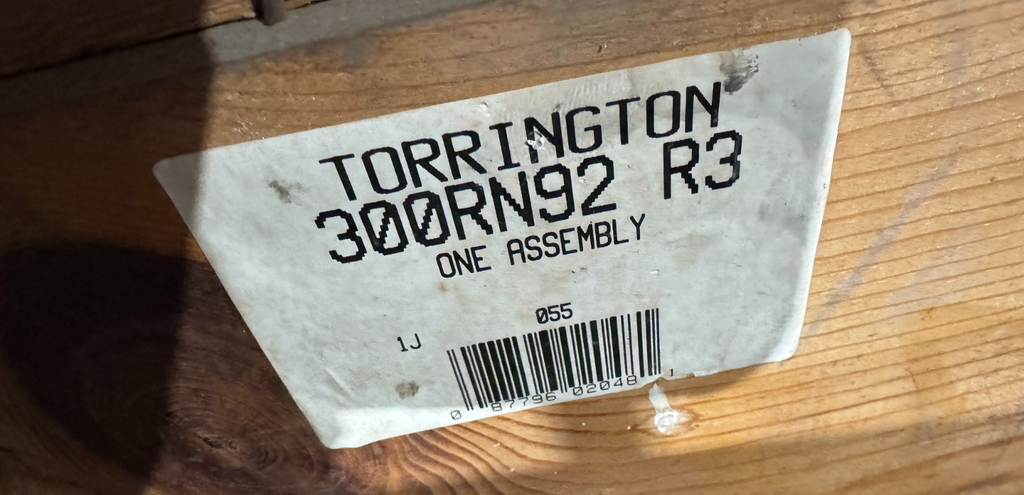 TORRINGTON
300RN92 R3
ONE ASSEMBLY
055
1J
0 87796 02048 1